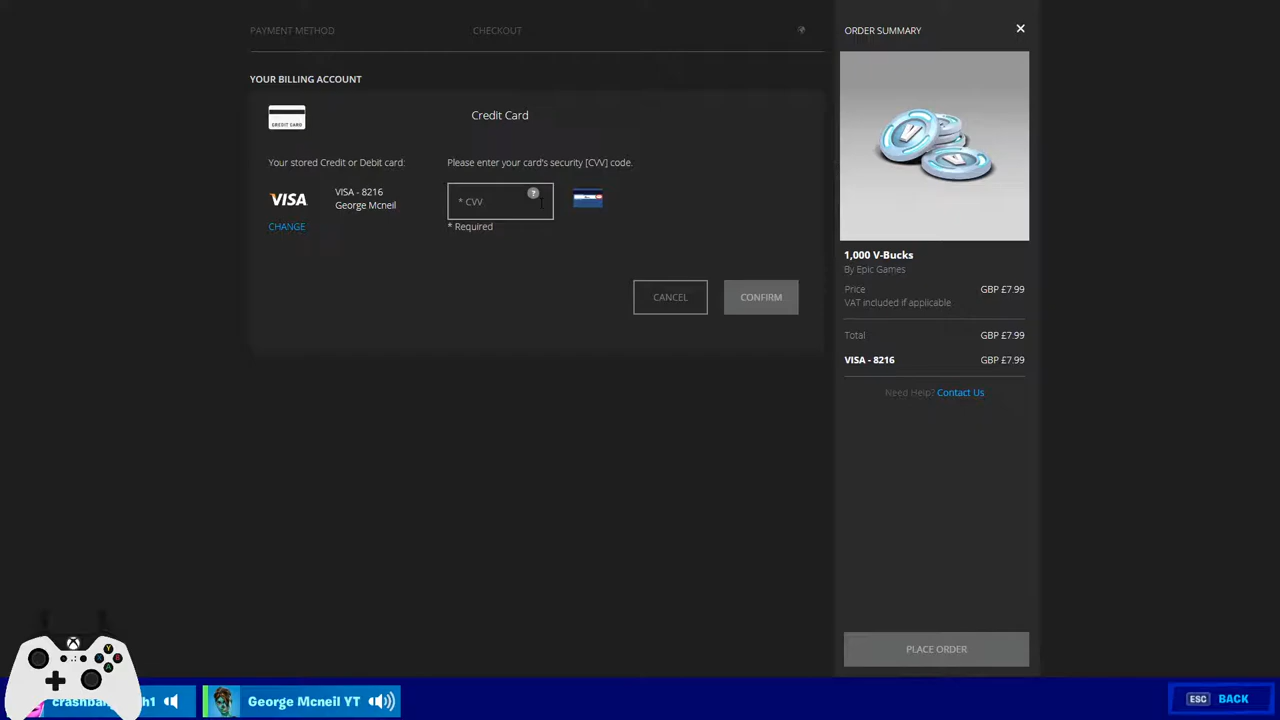 PAYMENT METHOD
CHECKOUT
YOUR BILLING ACCOUNT
CREDIT CARD
Credit Card
Your stored Credit or Debit card:
VISA
VISA - 8216
George Mcneil
CHANGE
Please enter your card's security [CVV] code.
* CVV
?
* Required
CANCEL
CONFIRM
ORDER SUMMARY
1,000 V-Bucks
By Epic Games
Price GBP £7.99
VAT included if applicable
Total GBP £7.99
VISA - 8216 GBP £7.99
Need Help? Contact Us
PLACE ORDER
Y
X
B
A
George Mcneil YT
ESC BACK